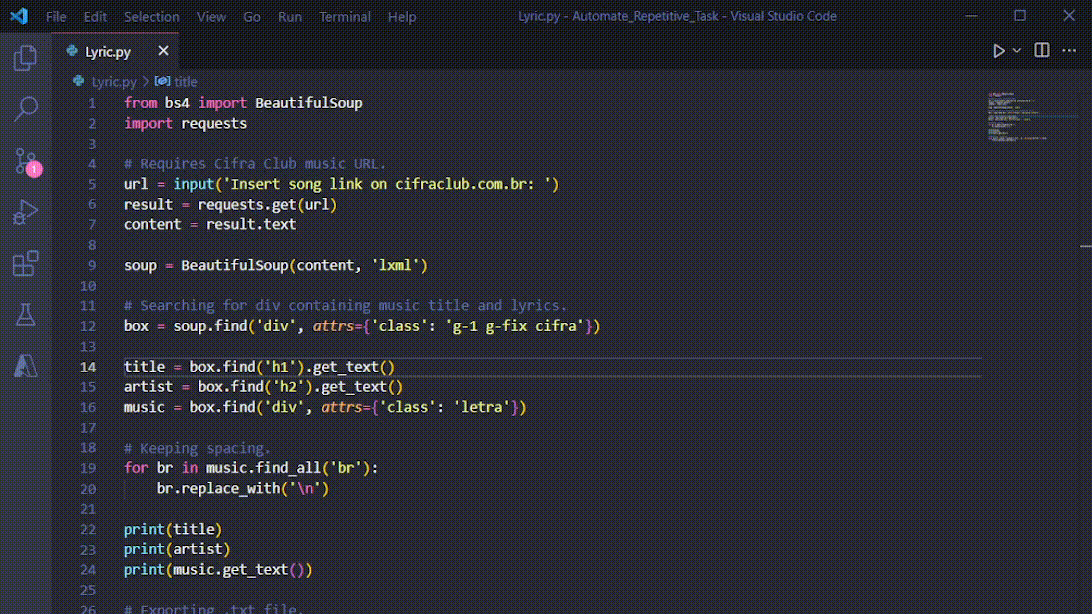 File Edit Selection View Go Run Terminal Help Lyric.py - Automate_Repetitive_Task - Visual Studio Code
Lyric.py
Lyric.py > title
1 from bs4 import BeautifulSoup
2 import requests
3
4 # Requires Cifra Club music URL.
5 url = input('Insert song link on cifraclub.com.br: ')
6 result = requests.get(url)
7 content = result.text
8
9 soup = BeautifulSoup(content, 'lxml')
10
11 # Searching for div containing music title and lyrics.
12 box = soup.find('div', attrs={'class': 'g-1 g-fix cifra'})
13
14 title = box.find('h1').get_text()
15 artist = box.find('h2').get_text()
16 music = box.find('div', attrs={'class': 'letra'})
17
18 # Keeping spacing.
19 for br in music.find_all('br'):
20     br.replace_with('\n')
21
22 print(title)
23 print(artist)
24 print(music.get_text())
25
26 # Exporting .txt file.
1